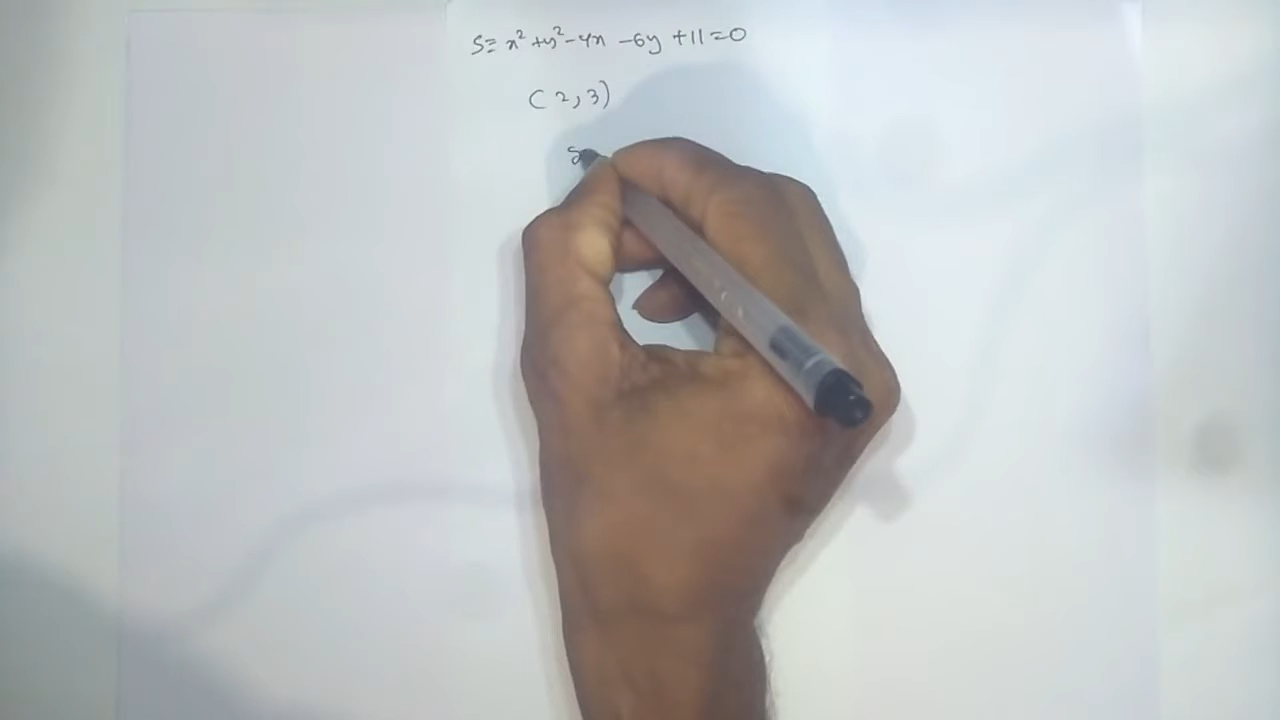 S≡ x² + y² - 4x - 6y + 11 = 0
(2, 3)
S